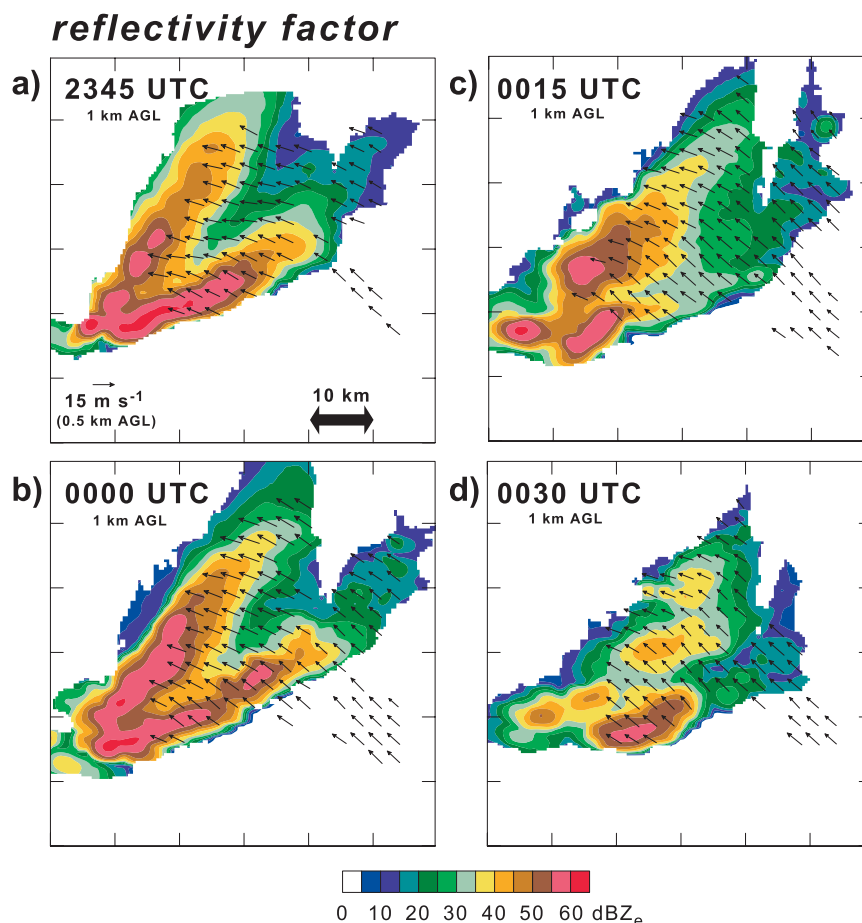 reflectivity factor
a) 2345 UTC
1 km AGL
15 m s-1
(0.5 km AGL)
10 km
c) 0015 UTC
1 km AGL
b) 0000 UTC
1 km AGL
d) 0030 UTC
1 km AGL
0 10 20 30 40 50 60 dBZe